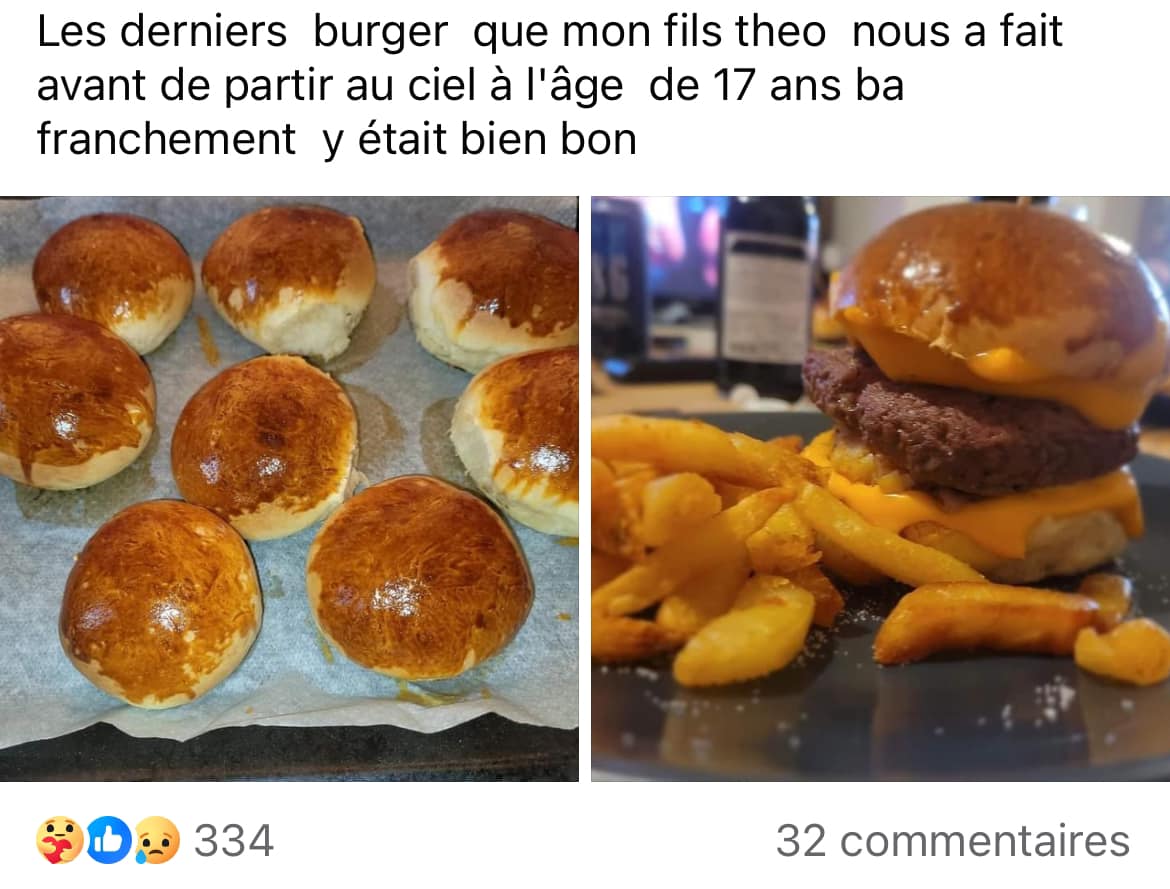 Les derniers  burger  que mon fils theo  nous a fait
avant de partir au ciel à l'âge  de 17 ans ba
franchement  y était bien bon
334
32 commentaires